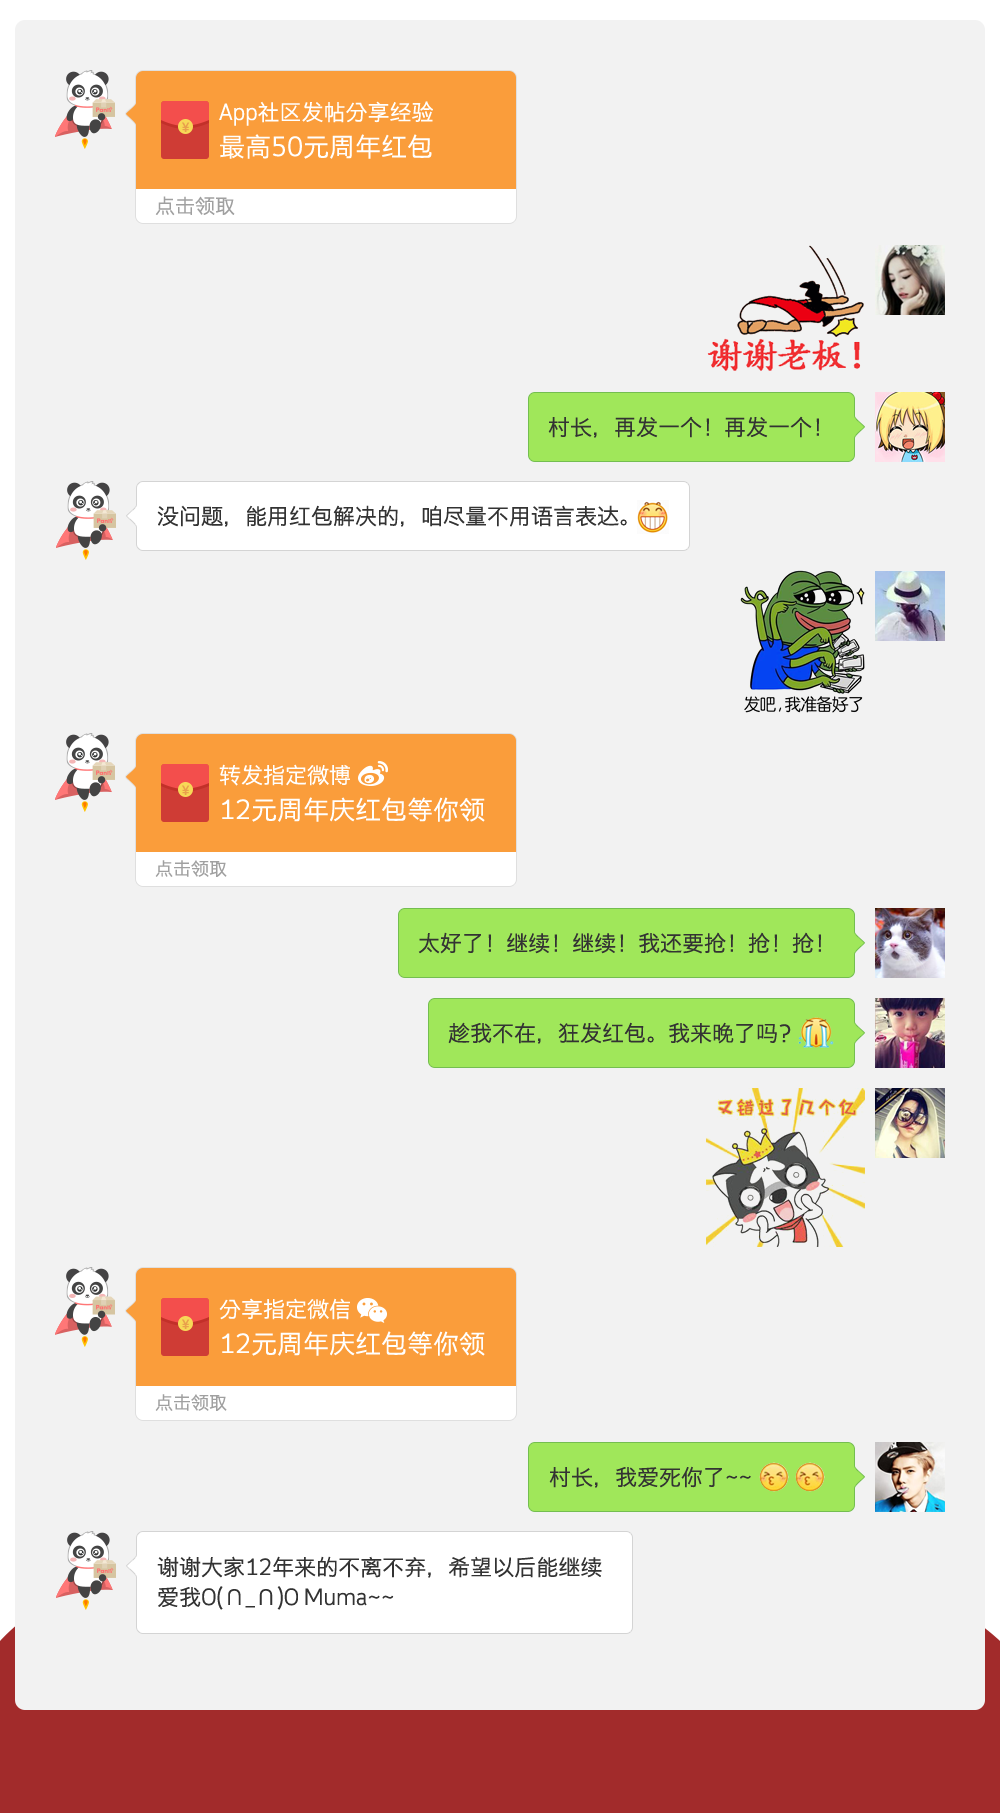 App社区发帖分享经验
最高50元周年红包
点击领取
谢谢老板！
村长，再发一个！再发一个！
没问题，能用红包解决的，咱尽量不用语言表达。
发吧，我准备好了
转发指定微博
12元周年庆红包等你领
点击领取
太好了！继续！继续！我还要抢！抢！抢！
趁我不在，狂发红包。我来晚了吗？
又错过了几个亿
分享指定微信
12元周年庆红包等你领
点击领取
村长，我爱死你了~~
谢谢大家12年来的不离不弃，希望以后能继续
爱我O(∩_∩)O Muma~~